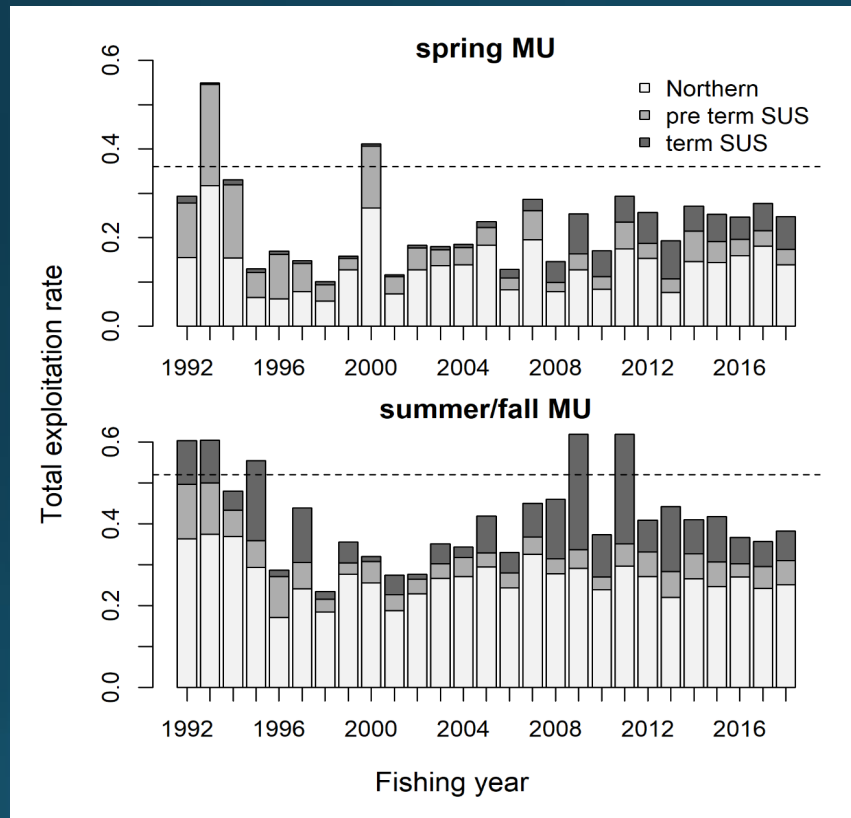 spring MU
Northern
pre term SUS
term SUS
0.0 0.2 0.4 0.6
1992 1996 2000 2004 2008 2012 2016
Total exploitation rate
summer/fall MU
0.0 0.2 0.4 0.6
1992 1996 2000 2004 2008 2012 2016
Fishing year